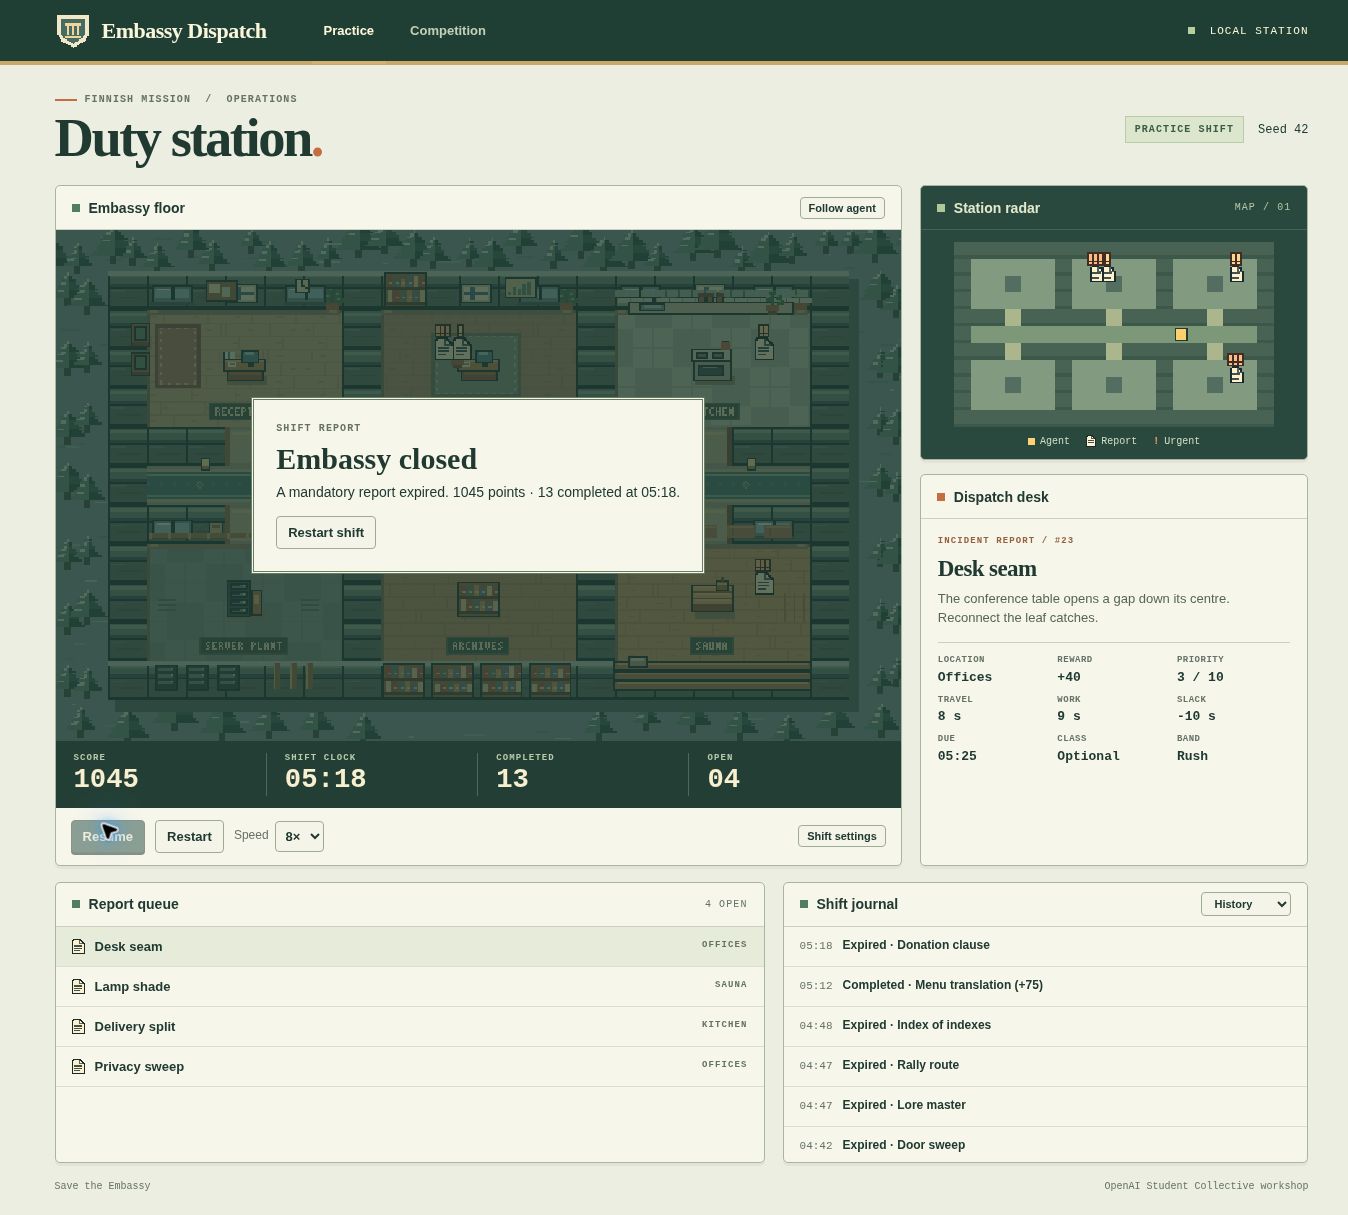 Embassy Dispatch
Practice
Competition
LOCAL STATION
FINNISH MISSION / OPERATIONS
Duty station.
PRACTICE SHIFT
Seed 42
Embassy floor
Follow agent
SHIFT REPORT
Embassy closed
A mandatory report expired. 1045 points · 13 completed at 05:18.
Restart shift
SERVER PLANT
ARCHIVES
SAUNA
SCORE
1045
SHIFT CLOCK
05:18
COMPLETED
13
OPEN
04
Restart
Speed
8×
Shift settings
Station radar
MAP / 01
Agent
Report
! Urgent
Dispatch desk
INCIDENT REPORT / #23
Desk seam
The conference table opens a gap down its centre.
Reconnect the leaf catches.
LOCATION REWARD PRIORITY
Offices +40 3 / 10
TRAVEL WORK SLACK
8 s 9 s -10 s
DUE CLASS BAND
05:25 Optional Rush
Report queue
4 OPEN
Desk seam OFFICES
Lamp shade SAUNA
Delivery split KITCHEN
Privacy sweep OFFICES
Shift journal
History
05:18 Expired · Donation clause
05:12 Completed · Menu translation (+75)
04:48 Expired · Index of indexes
04:47 Expired · Rally route
04:47 Expired · Lore master
04:42 Expired · Door sweep
Save the Embassy
OpenAI Student Collective workshop